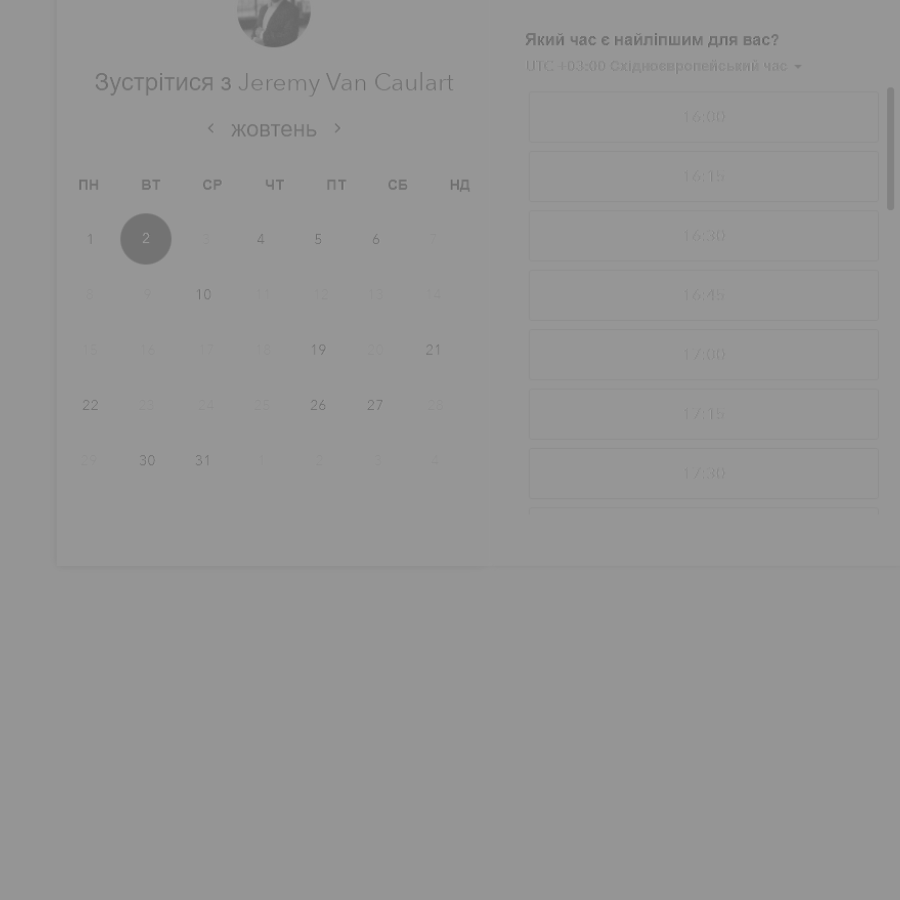 Зустрітися з Jeremy Van Caulart
жовтень
ПН ВТ СР ЧТ ПТ СБ НД
1 2 3 4 5 6
8 9 10 11 12 13 14
15 16 17 18 19 20 21
22 23 24 25 26 27 28
29 30 31 1 2 3 4
Який час є найліпшим для вас?
UTC +03:00 Східноєвропейський час
16:00
16:15
16:30
16:45
17:00
17:15
17:30